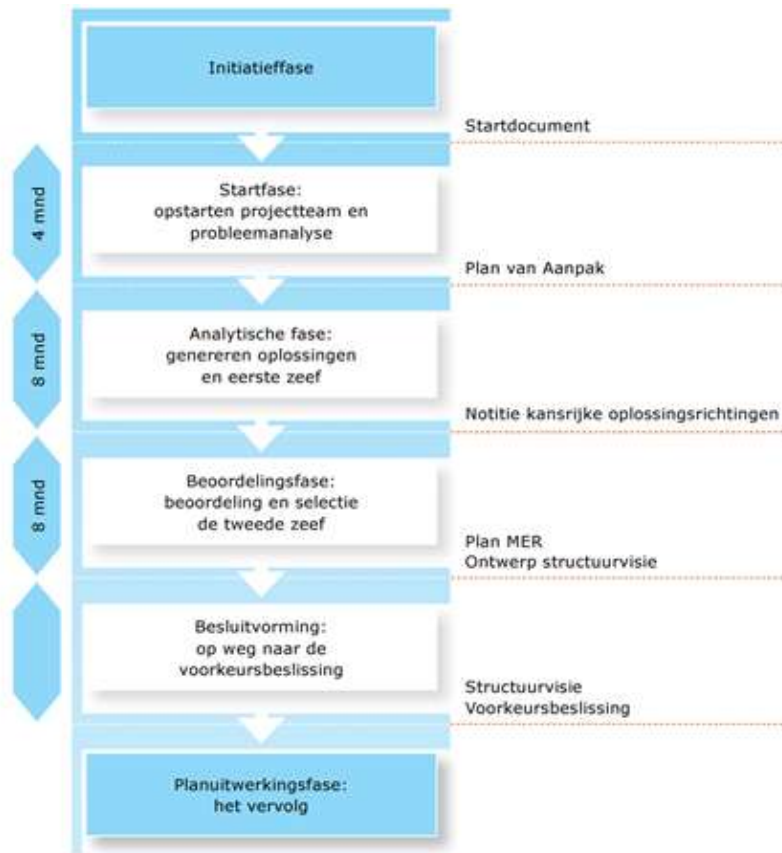 Initiatieffase
Startdocument
4 mnd
Startfase:
opstarten projectteam en
probleemanalyse
Plan van Aanpak
8 mnd
Analytische fase:
genereren oplossingen
en eerste zeef
Notitie kansrijke oplossingsrichtingen
8 mnd
Beoordelingsfase:
beoordeling en selectie
de tweede zeef
Plan MER
Ontwerp structuurvisie
Besluitvorming:
op weg naar de
voorkeursbeslissing
Structuurvisie
Voorkeursbeslissing
Planuitwerkingsfase:
het vervolg